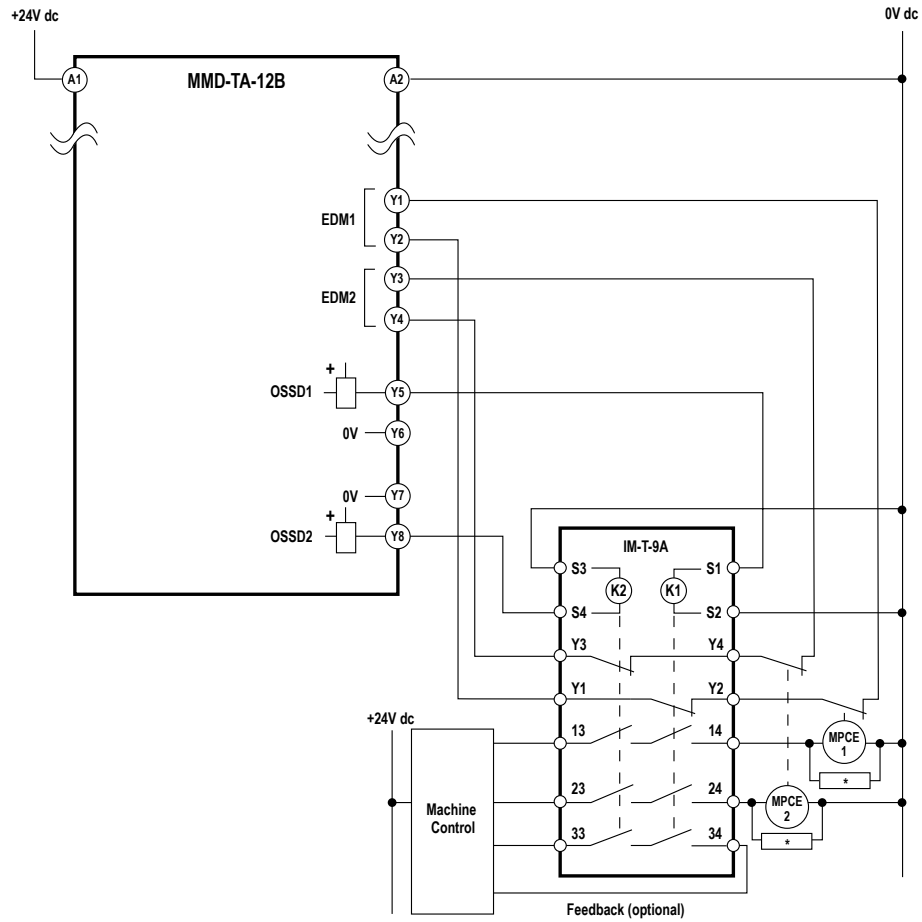 +24V dc
0V dc
A1
MMD-TA-12B
A2
Y1
EDM1
Y2
Y3
EDM2
Y4
+
OSSD1
Y5
0V
Y6
0V
Y7
+
OSSD2
Y8
IM-T-9A
S3
S1
K2
K1
S4
S2
Y3
Y4
Y1
Y2
+24V dc
13
14
MPCE
1
*
23
24
MPCE
2
Machine
Control
33
34
*
Feedback (optional)